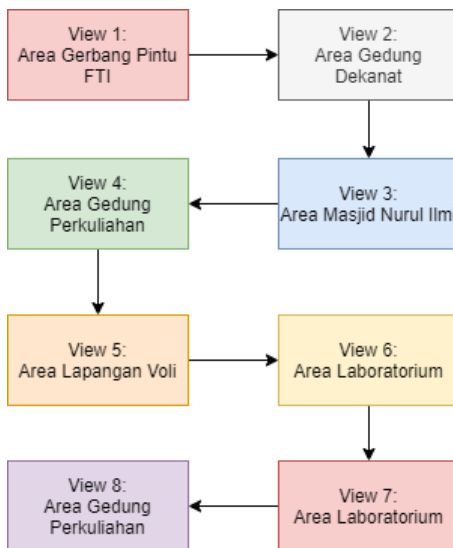 View 1:
Area Gerbang Pintu
FTI
View 2:
Area Gedung
Dekanat
View 3:
Area Masjid Nurul Ilmi
View 4:
Area Gedung
Perkuliahan
View 5:
Area Lapangan Voli
View 6:
Area Laboratorium
View 7:
Area Laboratorium
View 8:
Area Gedung
Perkuliahan